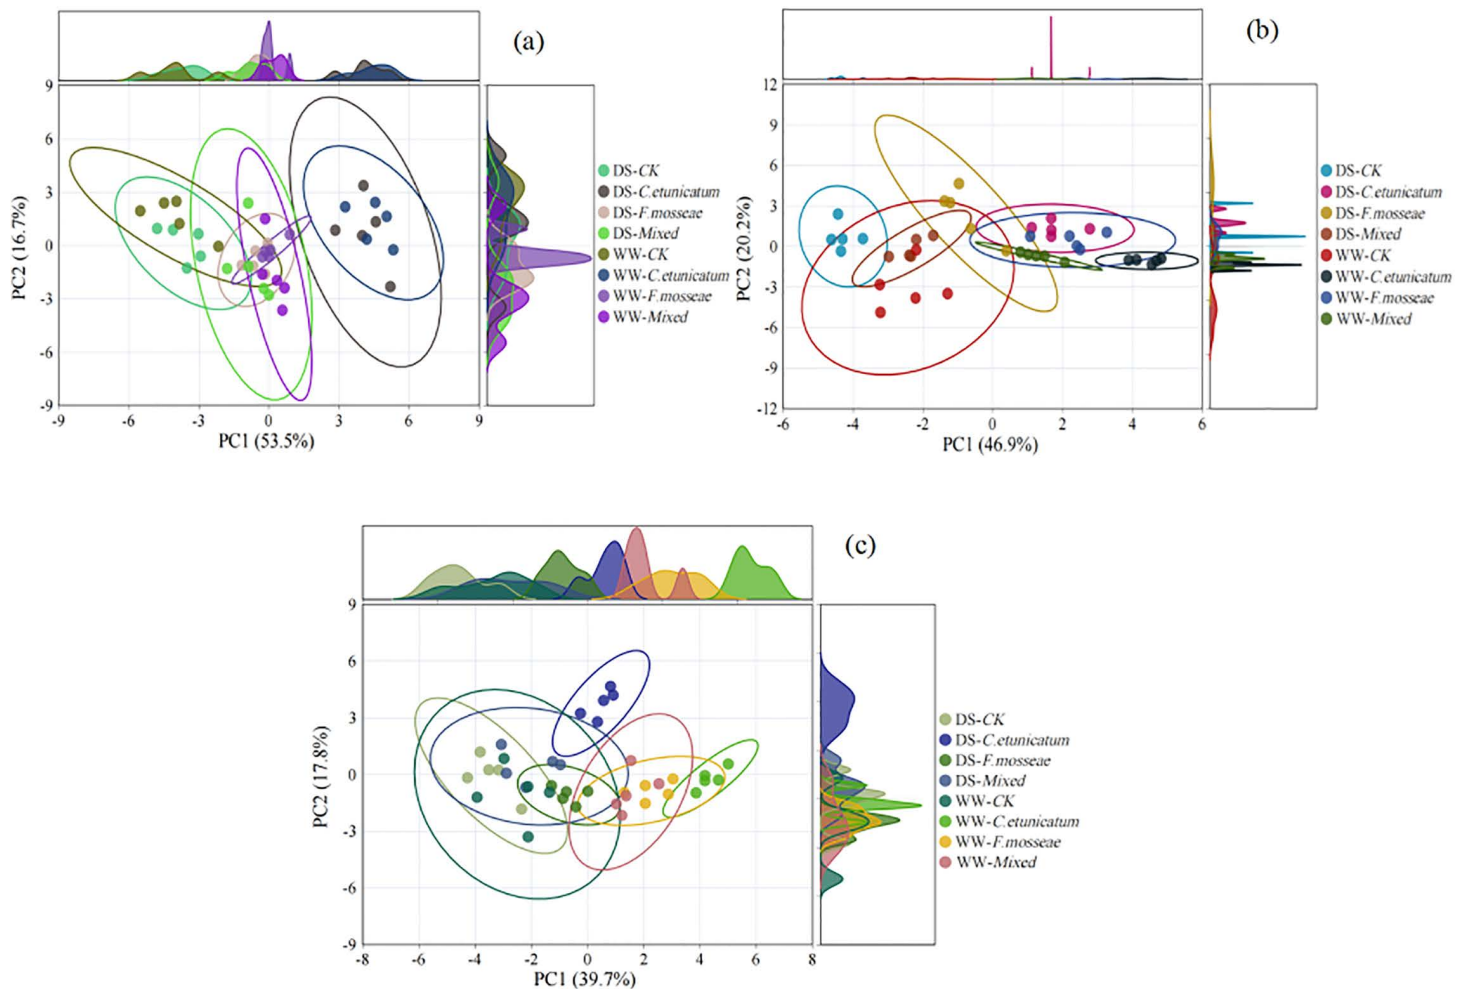 (a)
9
6
3
0
-3
-6
-9
PC2 (16.7%)
-9 -6 -3 0 3 6 9
PC1 (53.5%)
DS-CK
DS-C.etunicatum
DS-F.mosseae
DS-Mixed
WW-CK
WW-C.etunicatum
WW-F.mosseae
WW-Mixed
(b)
12
9
6
3
0
-3
-6
-9
-12
PC2 (20.2%)
-6 -4 -2 0 2 4 6
PC1 (46.9%)
DS-CK
DS-C.etunicatum
DS-F.mosseae
DS-Mixed
WW-CK
WW-C.etunicatum
WW-F.mosseae
WW-Mixed
(c)
9
6
3
0
-3
-6
-9
PC2 (17.8%)
-8 -6 -4 -2 0 2 4 6 8
PC1 (39.7%)
DS-CK
DS-C.etunicatum
DS-F.mosseae
DS-Mixed
WW-CK
WW-C.etunicatum
WW-F.mosseae
WW-Mixed